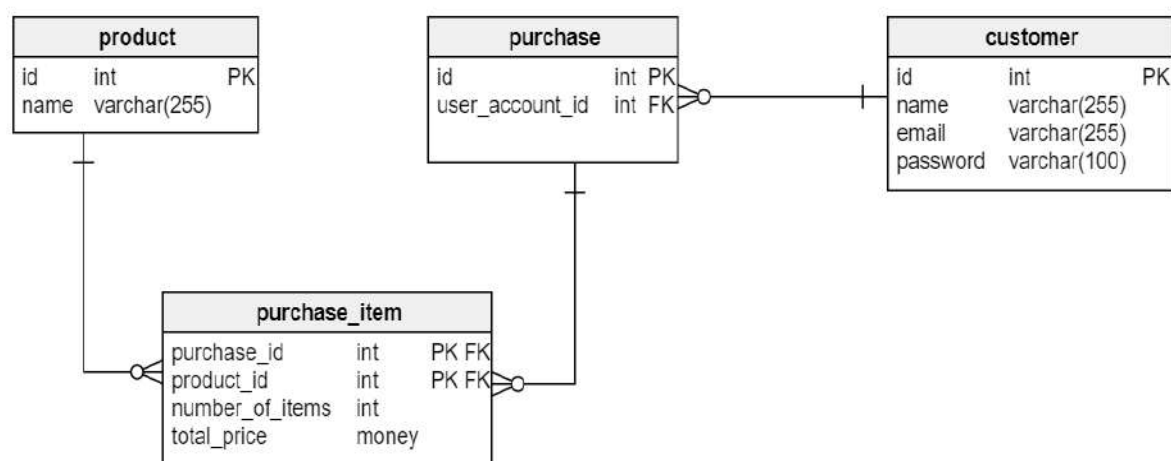 product
id int PK
name varchar(255)
purchase
id int PK
user_account_id int FK
customer
id int PK
name varchar(255)
email varchar(255)
password varchar(100)
purchase_item
purchase_id int PK FK
product_id int PK FK
number_of_items int
total_price money